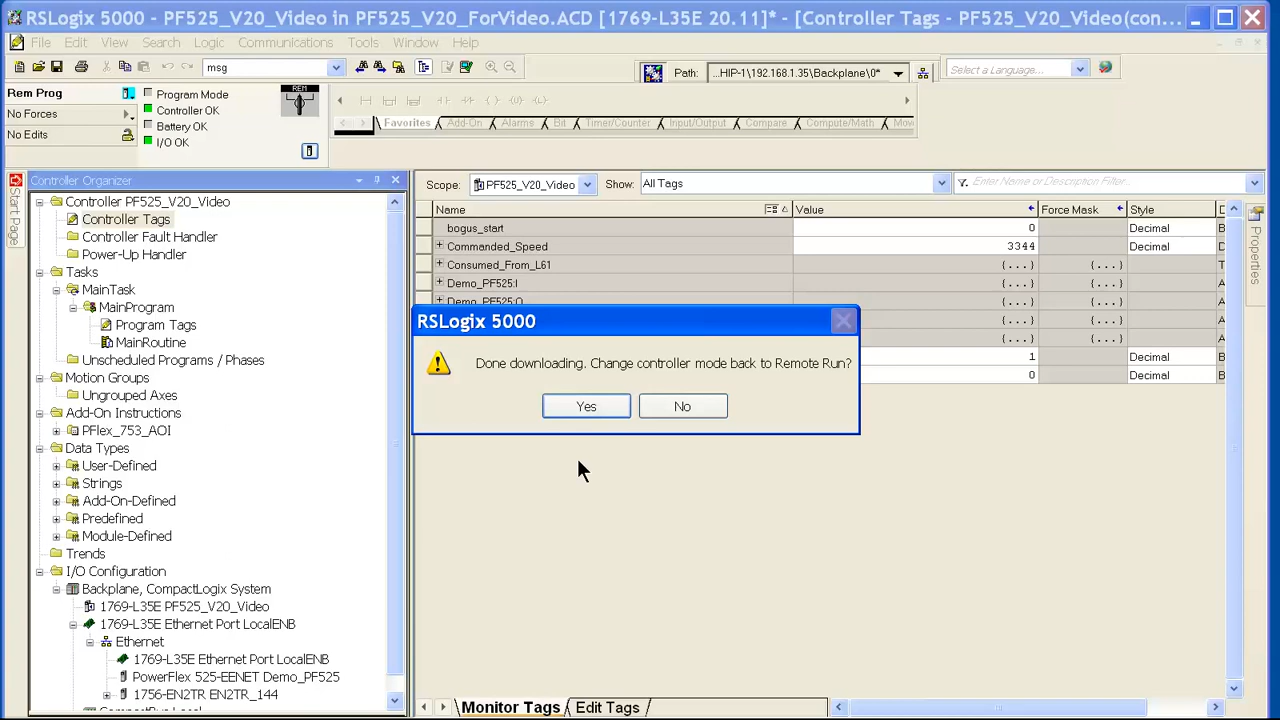 RSLogix 5000 - PF525_V20_Video in PF525_V20_ForVideo.ACD [1769-L35E 20.11]* - [Controller Tags - PF525_V20_Video(con...
File Edit View Search Logic Communications Tools Window Help
msg
Path: ...HIP-1\192.168.1.35\Backplane\0*
Select a Language...
Rem Prog
No Forces
No Edits
Program Mode
Controller OK
Battery OK
I/O OK
REM
Favorites Add-On Alarms Bit Timer/Counter Input/Output Compare Compute/Math Mov
Start Page
Controller Organizer
Controller PF525_V20_Video
Controller Tags
Controller Fault Handler
Power-Up Handler
Tasks
MainTask
MainProgram
Program Tags
MainRoutine
Unscheduled Programs / Phases
Motion Groups
Ungrouped Axes
Add-On Instructions
PFlex_753_AOI
Data Types
User-Defined
Strings
Add-On-Defined
Predefined
Module-Defined
Trends
I/O Configuration
Backplane, CompactLogix System
1769-L35E PF525_V20_Video
1769-L35E Ethernet Port LocalENB
Ethernet
1769-L35E Ethernet Port LocalENB
PowerFlex 525-EENET Demo_PF525
1756-EN2TR EN2TR_144
Scope: PF525_V20_Video Show: All Tags Enter Name or Description Filter...
Name Value Force Mask Style D
bogus_start 0 Decimal B
Commanded_Speed 3344 Decimal D
Consumed_From_L61 {...} {...} T
Demo_PF525:I {...} {...} A
Demo_PF525:O {...} {...} A
{...} {...} A
{...} {...} A
1 Decimal B
0 Decimal B
RSLogix 5000
Done downloading. Change controller mode back to Remote Run?
Yes No
Properties
Monitor Tags Edit Tags